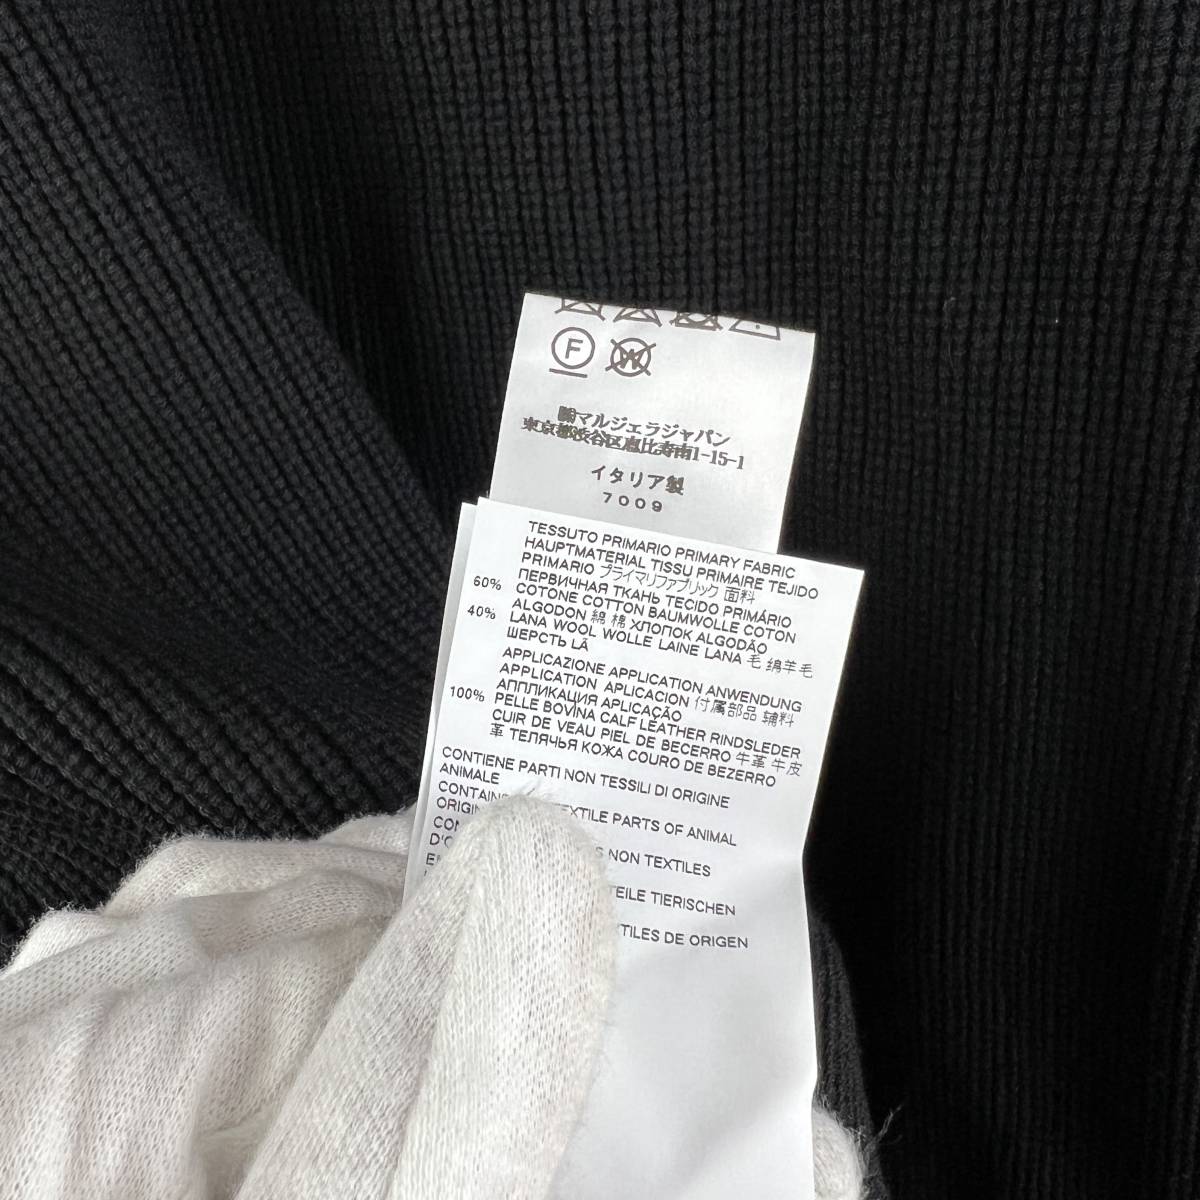 F
W
㈱マルジェラジャパン
東京都渋谷区恵比寿南1-15-1
イタリア製
7009
TESSUTO PRIMARIO PRIMARY FABRIC
HAUPTMATERIAL TISSU PRIMAIRE TEJIDO
PRIMARIO プライマリファブリック 面料
ПЕРВИЧНАЯ ТКАНЬ TECIDO PRIMÁRIO
60% COTONE COTTON BAUMWOLLE COTON
ALGODON 綿 棉 ХЛОПОК ALGODÃO
40% LANA WOOL WOLLE LAINE LANA 毛 绵羊毛
ШЕРСТЬ LÃ
APPLICAZIONE APPLICATION ANWENDUNG
APPLICATION APLICACION 付属部品 辅料
АППЛИКАЦИЯ APLICAÇÃO
100% PELLE BOVINA CALF LEATHER RINDSLEDER
CUIR DE VEAU PIEL DE BECERRO 牛革 牛皮
革 ТЕЛЯЧЬЯ КОЖА COURO DE BEZERRO
CONTIENE PARTI NON TESSILI DI ORIGINE
ANIMALE
PARTS OF ANIMAL
NON TEXTILES
TIERISCHEN
DE ORIGEN